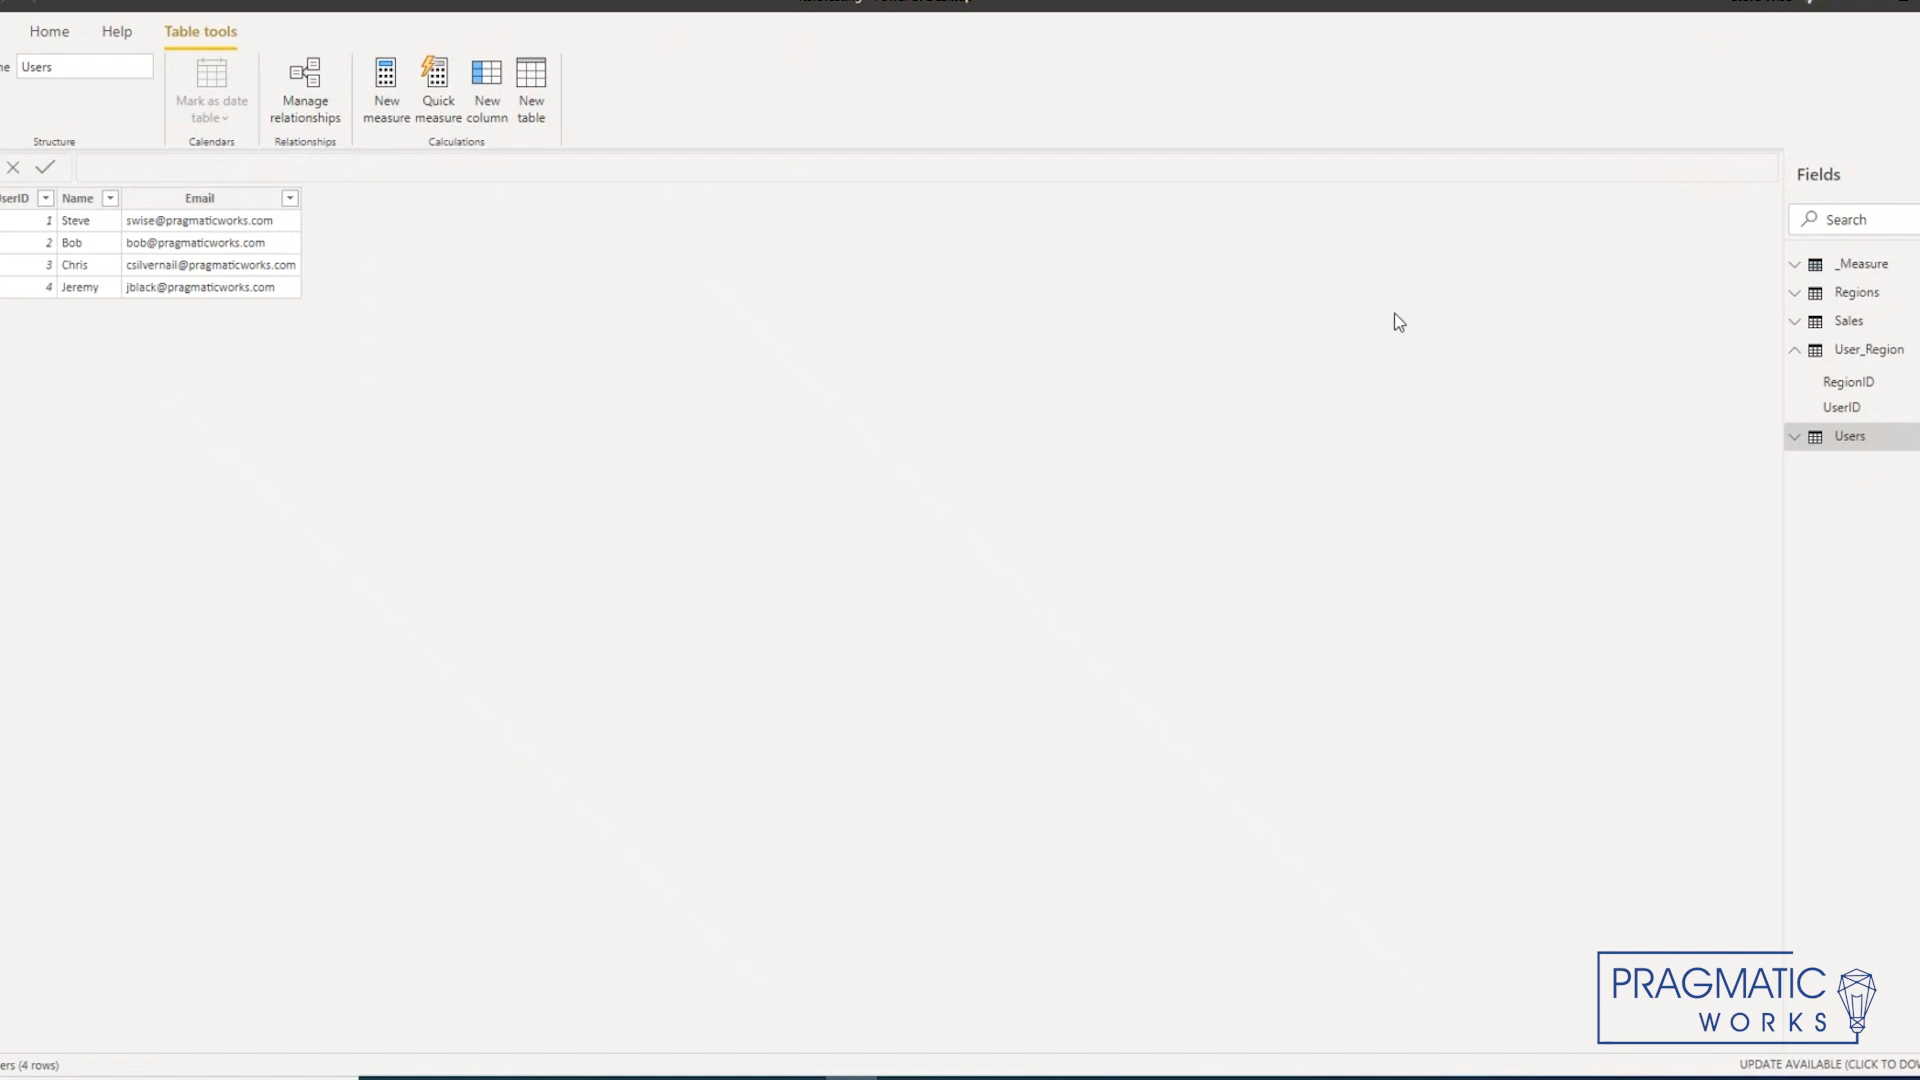 Home Help Table tools
Users
Mark as date table
Manage relationships
New measure
Quick measure
New column
New table
Structure Calendars Relationships Calculations
Fields
Search
_Measure
Regions
Sales
User_Region
RegionID
UserID
Users
Name Email
1 Steve swise@pragmaticworks.com
2 Bob bob@pragmaticworks.com
3 Chris csilvernail@pragmaticworks.com
4 Jeremy jblack@pragmaticworks.com
PRAGMATIC
WORKS
(4 rows)
UPDATE AVAILABLE (CLICK TO